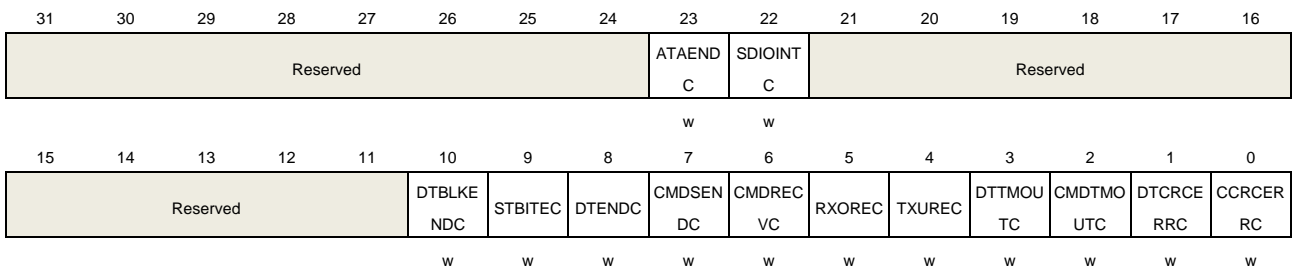 31 30 29 28 27 26 25 24 23 22 21 20 19 18 17 16
Reserved ATAEND SDIOINT Reserved
C C
w w
15 14 13 12 11 10 9 8 7 6 5 4 3 2 1 0
Reserved DTBLKE STBITEC DTENDC CMDSEN CMDREC RXOREC TXUREC DTTMOU CMDTMO DTCRCE CCRCER
NDC DC VC TC UTC RRC RC
w w w w w w w w w w w